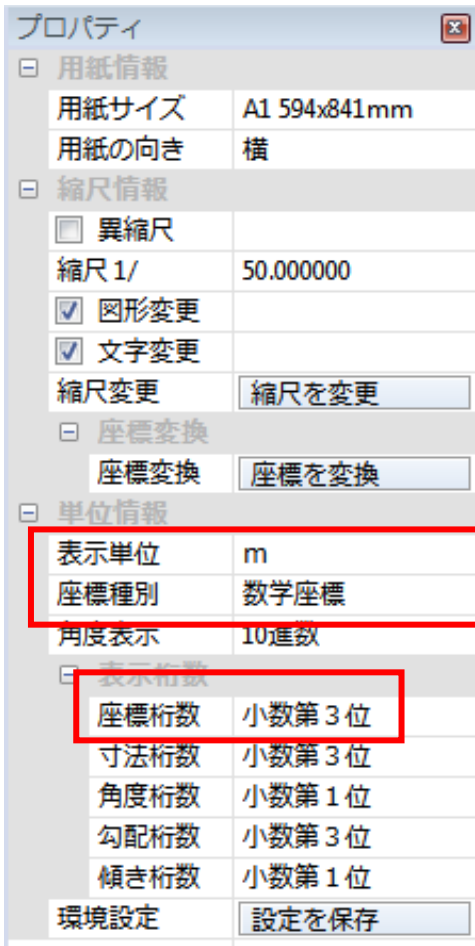 プロパティ
用紙情報
用紙サイズ A1 594x841mm
用紙の向き 横
縮尺情報
異縮尺
縮尺 1/ 50.000000
図形変更
文字変更
縮尺変更 縮尺を変更
座標変換
座標変換 座標を変換
単位情報
表示単位 m
座標種別 数学座標
角度表示 10進数
表示桁数
座標桁数 小数第3位
寸法桁数 小数第3位
角度桁数 小数第1位
勾配桁数 小数第3位
傾き桁数 小数第1位
環境設定 設定を保存